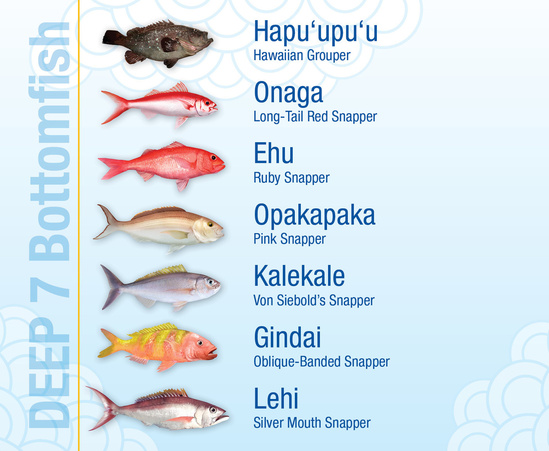 DEEP 7 Bottomfish
Hapu‘upu‘u
Hawaiian Grouper
Onaga
Long-Tail Red Snapper
Ehu
Ruby Snapper
Opakapaka
Pink Snapper
Kalekale
Von Siebold's Snapper
Gindai
Oblique-Banded Snapper
Lehi
Silver Mouth Snapper